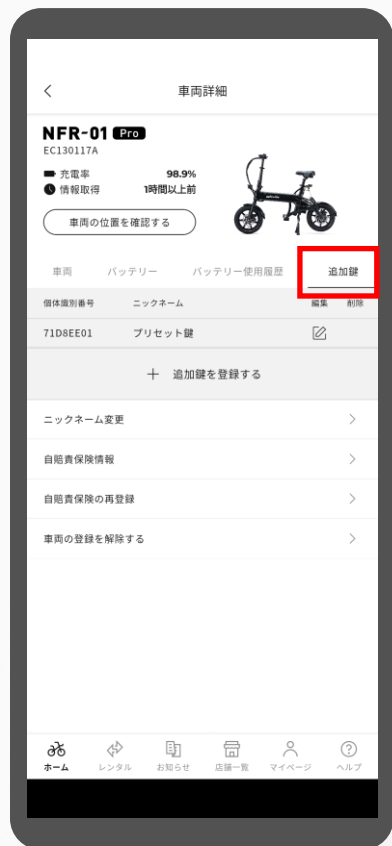 車両詳細
NFR-01 Pro
EC130117A
充電率 98.9%
情報取得 1時間以上前
車両の位置を確認する
車両 バッテリー バッテリー使用履歴 追加鍵
個体識別番号 ニックネーム 編集 削除
71D8EE01 プリセット鍵
＋ 追加鍵を登録する
ニックネーム変更
自賠責保険情報
自賠責保険の再登録
車両の登録を解除する
ホーム レンタル お知らせ 店舗一覧 マイページ ヘルプ